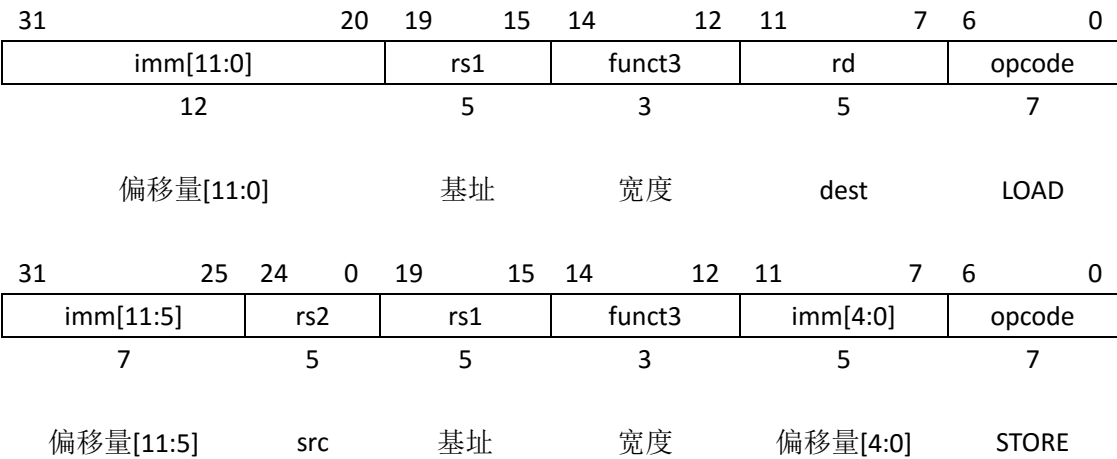 31 20 19 15 14 12 11 7 6 0
imm[11:0] rs1 funct3 rd opcode
12 5 3 5 7
偏移量[11:0] 基址 宽度 dest LOAD
31 25 24 0 19 15 14 12 11 7 6 0
imm[11:5] rs2 rs1 funct3 imm[4:0] opcode
7 5 5 3 5 7
偏移量[11:5] src 基址 宽度 偏移量[4:0] STORE